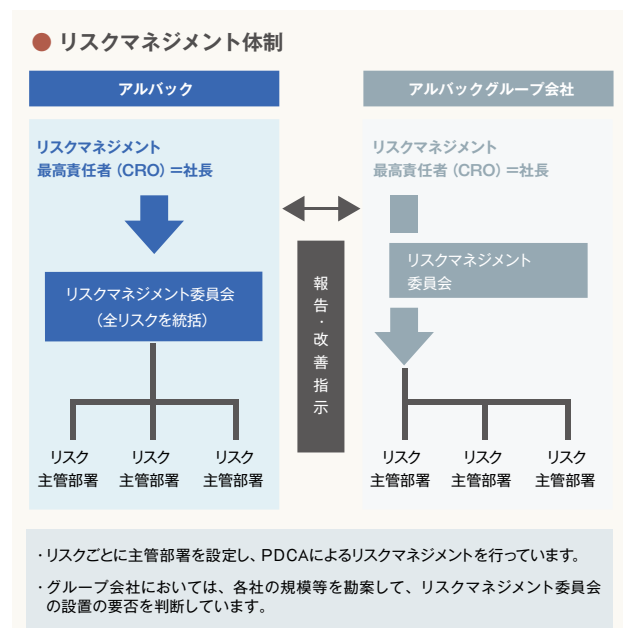 リスクマネジメント体制
アルバック
リスクマネジメント
最高責任者(CRO)=社長
リスクマネジメント委員会
(全リスクを統括)
リスク
主管部署
リスク
主管部署
リスク
主管部署
報告・改善指示
アルバックグループ会社
リスクマネジメント
最高責任者(CRO)=社長
リスクマネジメント
委員会
リスク
主管部署
リスク
主管部署
リスク
主管部署
・リスクごとに主管部署を設定し、PDCAによるリスクマネジメントを行っています。
・グループ会社においては、各社の規模等を勘案して、リスクマネジメント委員会
の設置の要否を判断しています。